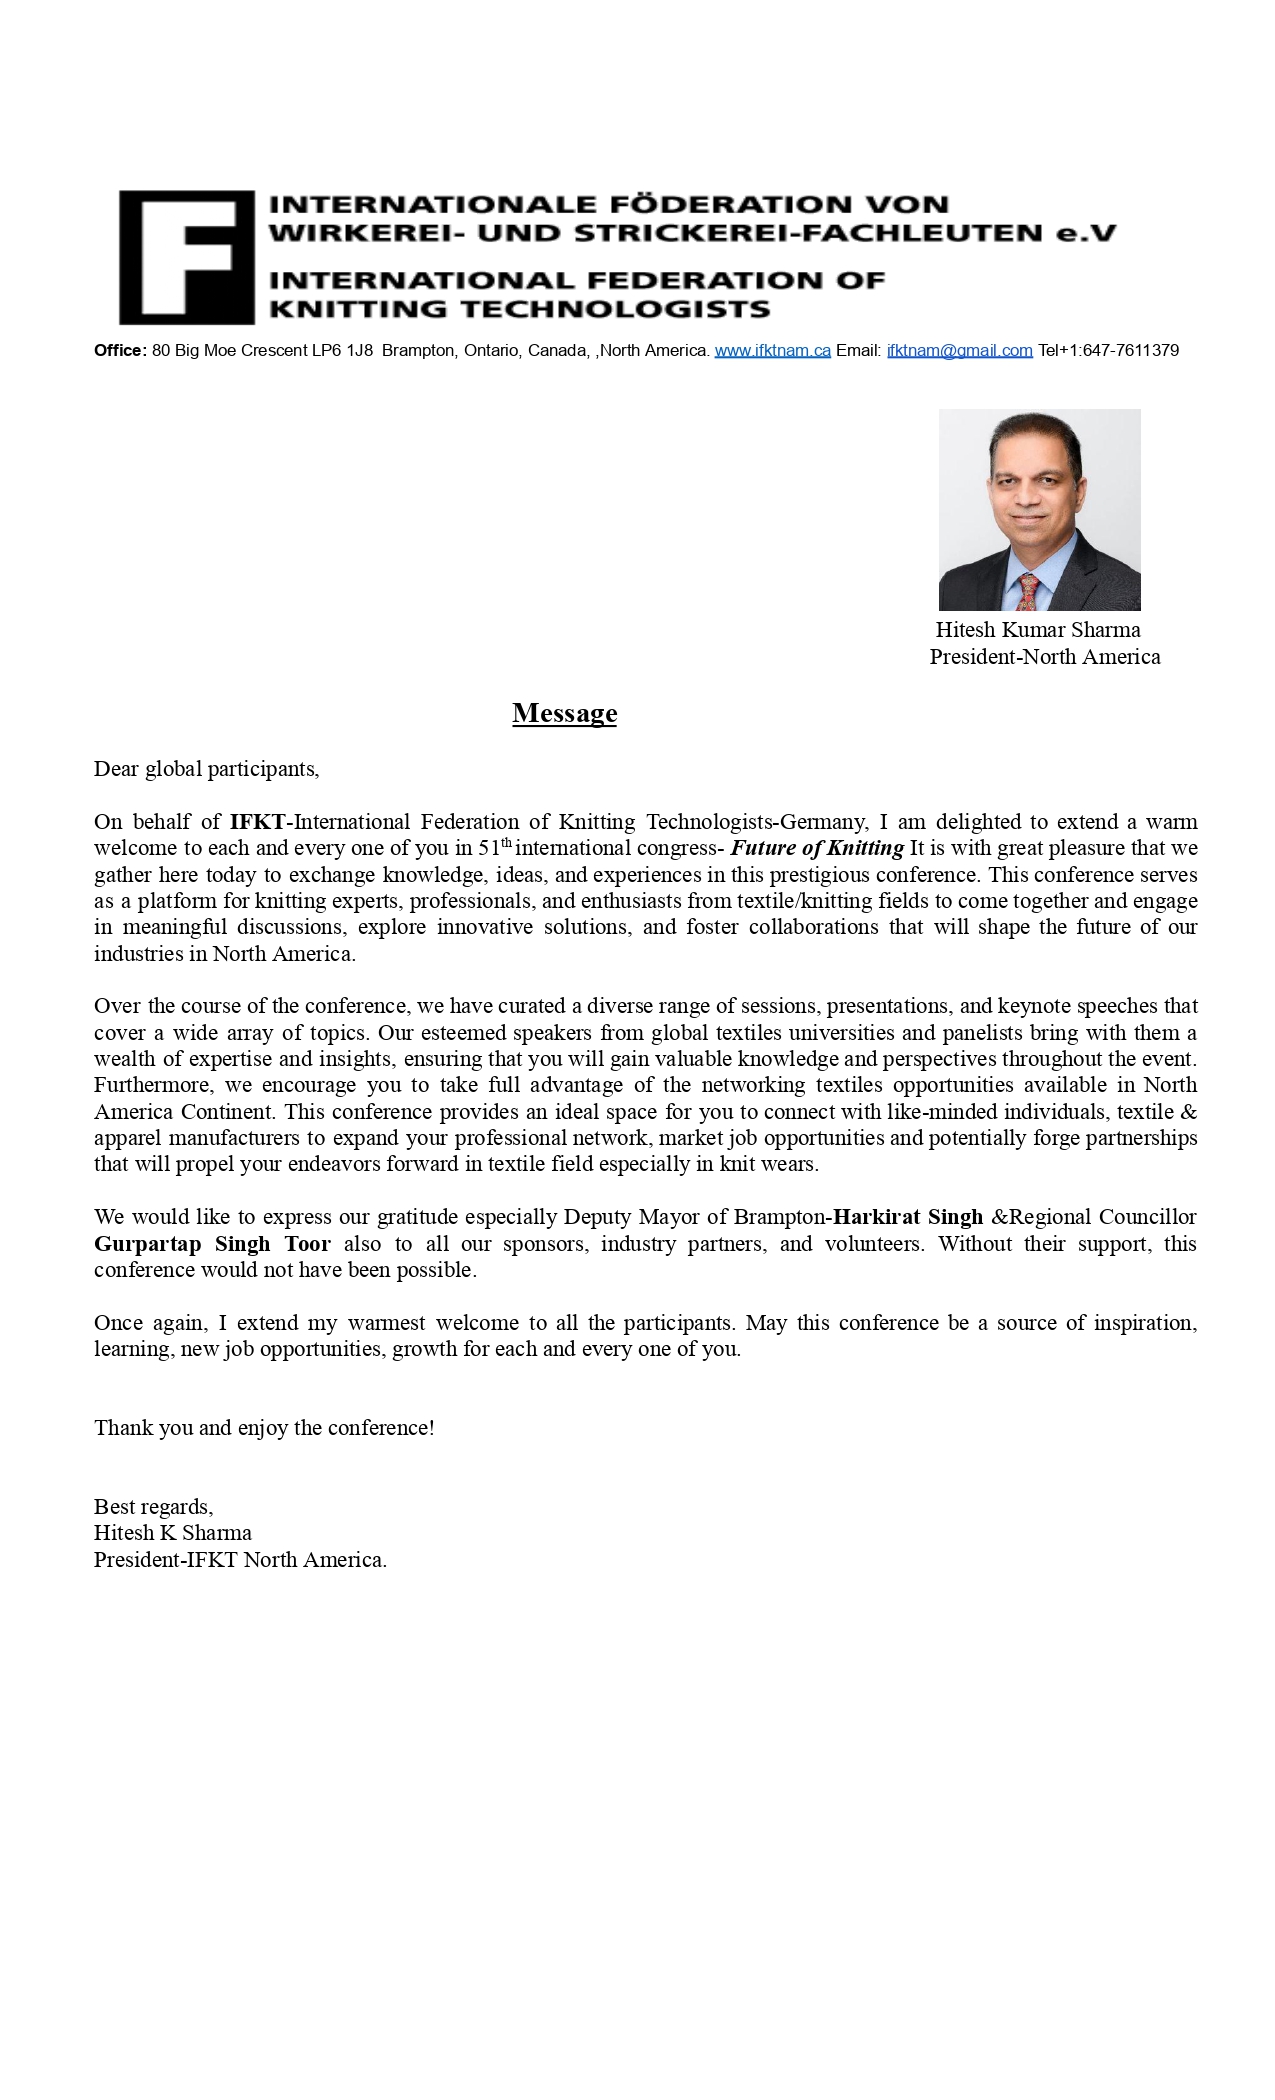 F
INTERNATIONALE FÖDERATION VON
WIRKEREI- UND STRICKEREI-FACHLEUTEN e.V
INTERNATIONAL FEDERATION OF
KNITTING TECHNOLOGISTS
Office: 80 Big Moe Crescent LP6 1J8 Brampton, Ontario, Canada, ,North America. www.ifktnam.ca Email: ifktnam@gmail.com Tel+1:647-7611379
Hitesh Kumar Sharma
President-North America
Message
Dear global participants,
On behalf of IFKT-International Federation of Knitting Technologists-Germany, I am delighted to extend a warm
welcome to each and every one of you in 51th international congress- Future of Knitting It is with great pleasure that we
gather here today to exchange knowledge, ideas, and experiences in this prestigious conference. This conference serves
as a platform for knitting experts, professionals, and enthusiasts from textile/knitting fields to come together and engage
in meaningful discussions, explore innovative solutions, and foster collaborations that will shape the future of our
industries in North America.
Over the course of the conference, we have curated a diverse range of sessions, presentations, and keynote speeches that
cover a wide array of topics. Our esteemed speakers from global textiles universities and panelists bring with them a
wealth of expertise and insights, ensuring that you will gain valuable knowledge and perspectives throughout the event.
Furthermore, we encourage you to take full advantage of the networking textiles opportunities available in North
America Continent. This conference provides an ideal space for you to connect with like-minded individuals, textile &
apparel manufacturers to expand your professional network, market job opportunities and potentially forge partnerships
that will propel your endeavors forward in textile field especially in knit wears.
We would like to express our gratitude especially Deputy Mayor of Brampton-Harkirat Singh &Regional Councillor
Gurpartap Singh Toor also to all our sponsors, industry partners, and volunteers. Without their support, this
conference would not have been possible.
Once again, I extend my warmest welcome to all the participants. May this conference be a source of inspiration,
learning, new job opportunities, growth for each and every one of you.
Thank you and enjoy the conference!
Best regards,
Hitesh K Sharma
President-IFKT North America.